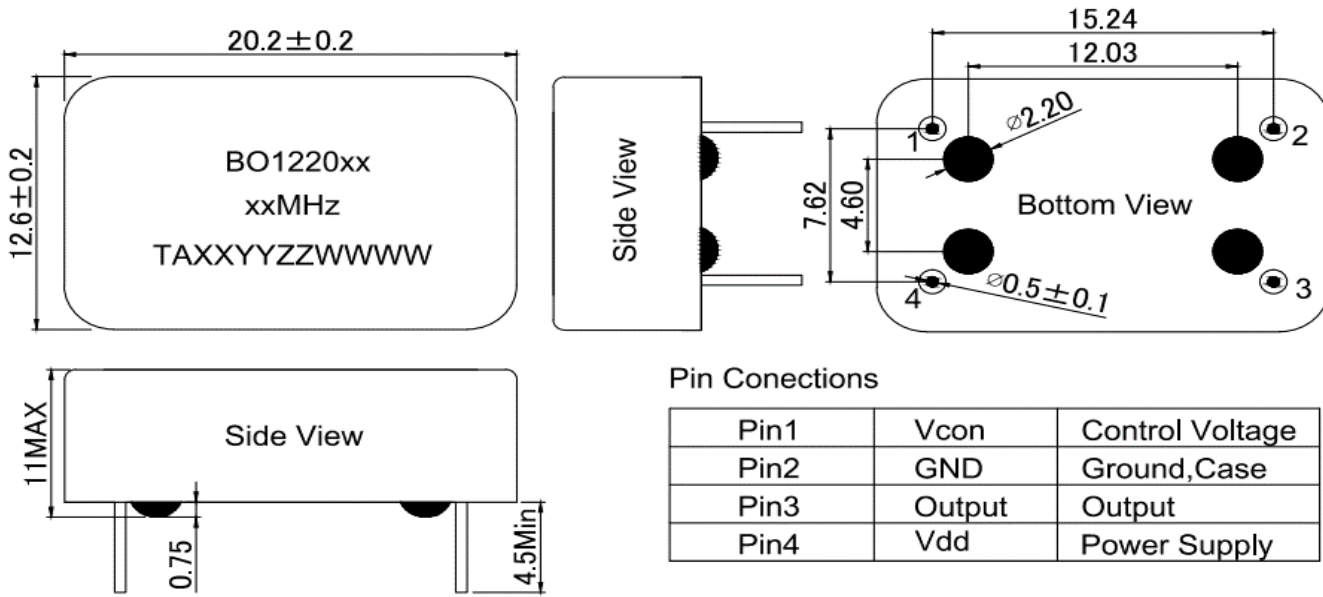 20.2±0.2
12.6±0.2
BO1220xx
xxMHz
TAXXYYZZWWWW
Side View
15.24
12.03
⌀2.20
1
2
7.62
4.60
Bottom View
4
⌀0.5±0.1
3
11MAX
Side View
0.75
4.5Min
Pin Conections
Pin1 Vcon Control Voltage
Pin2 GND Ground,Case
Pin3 Output Output
Pin4 Vdd Power Supply